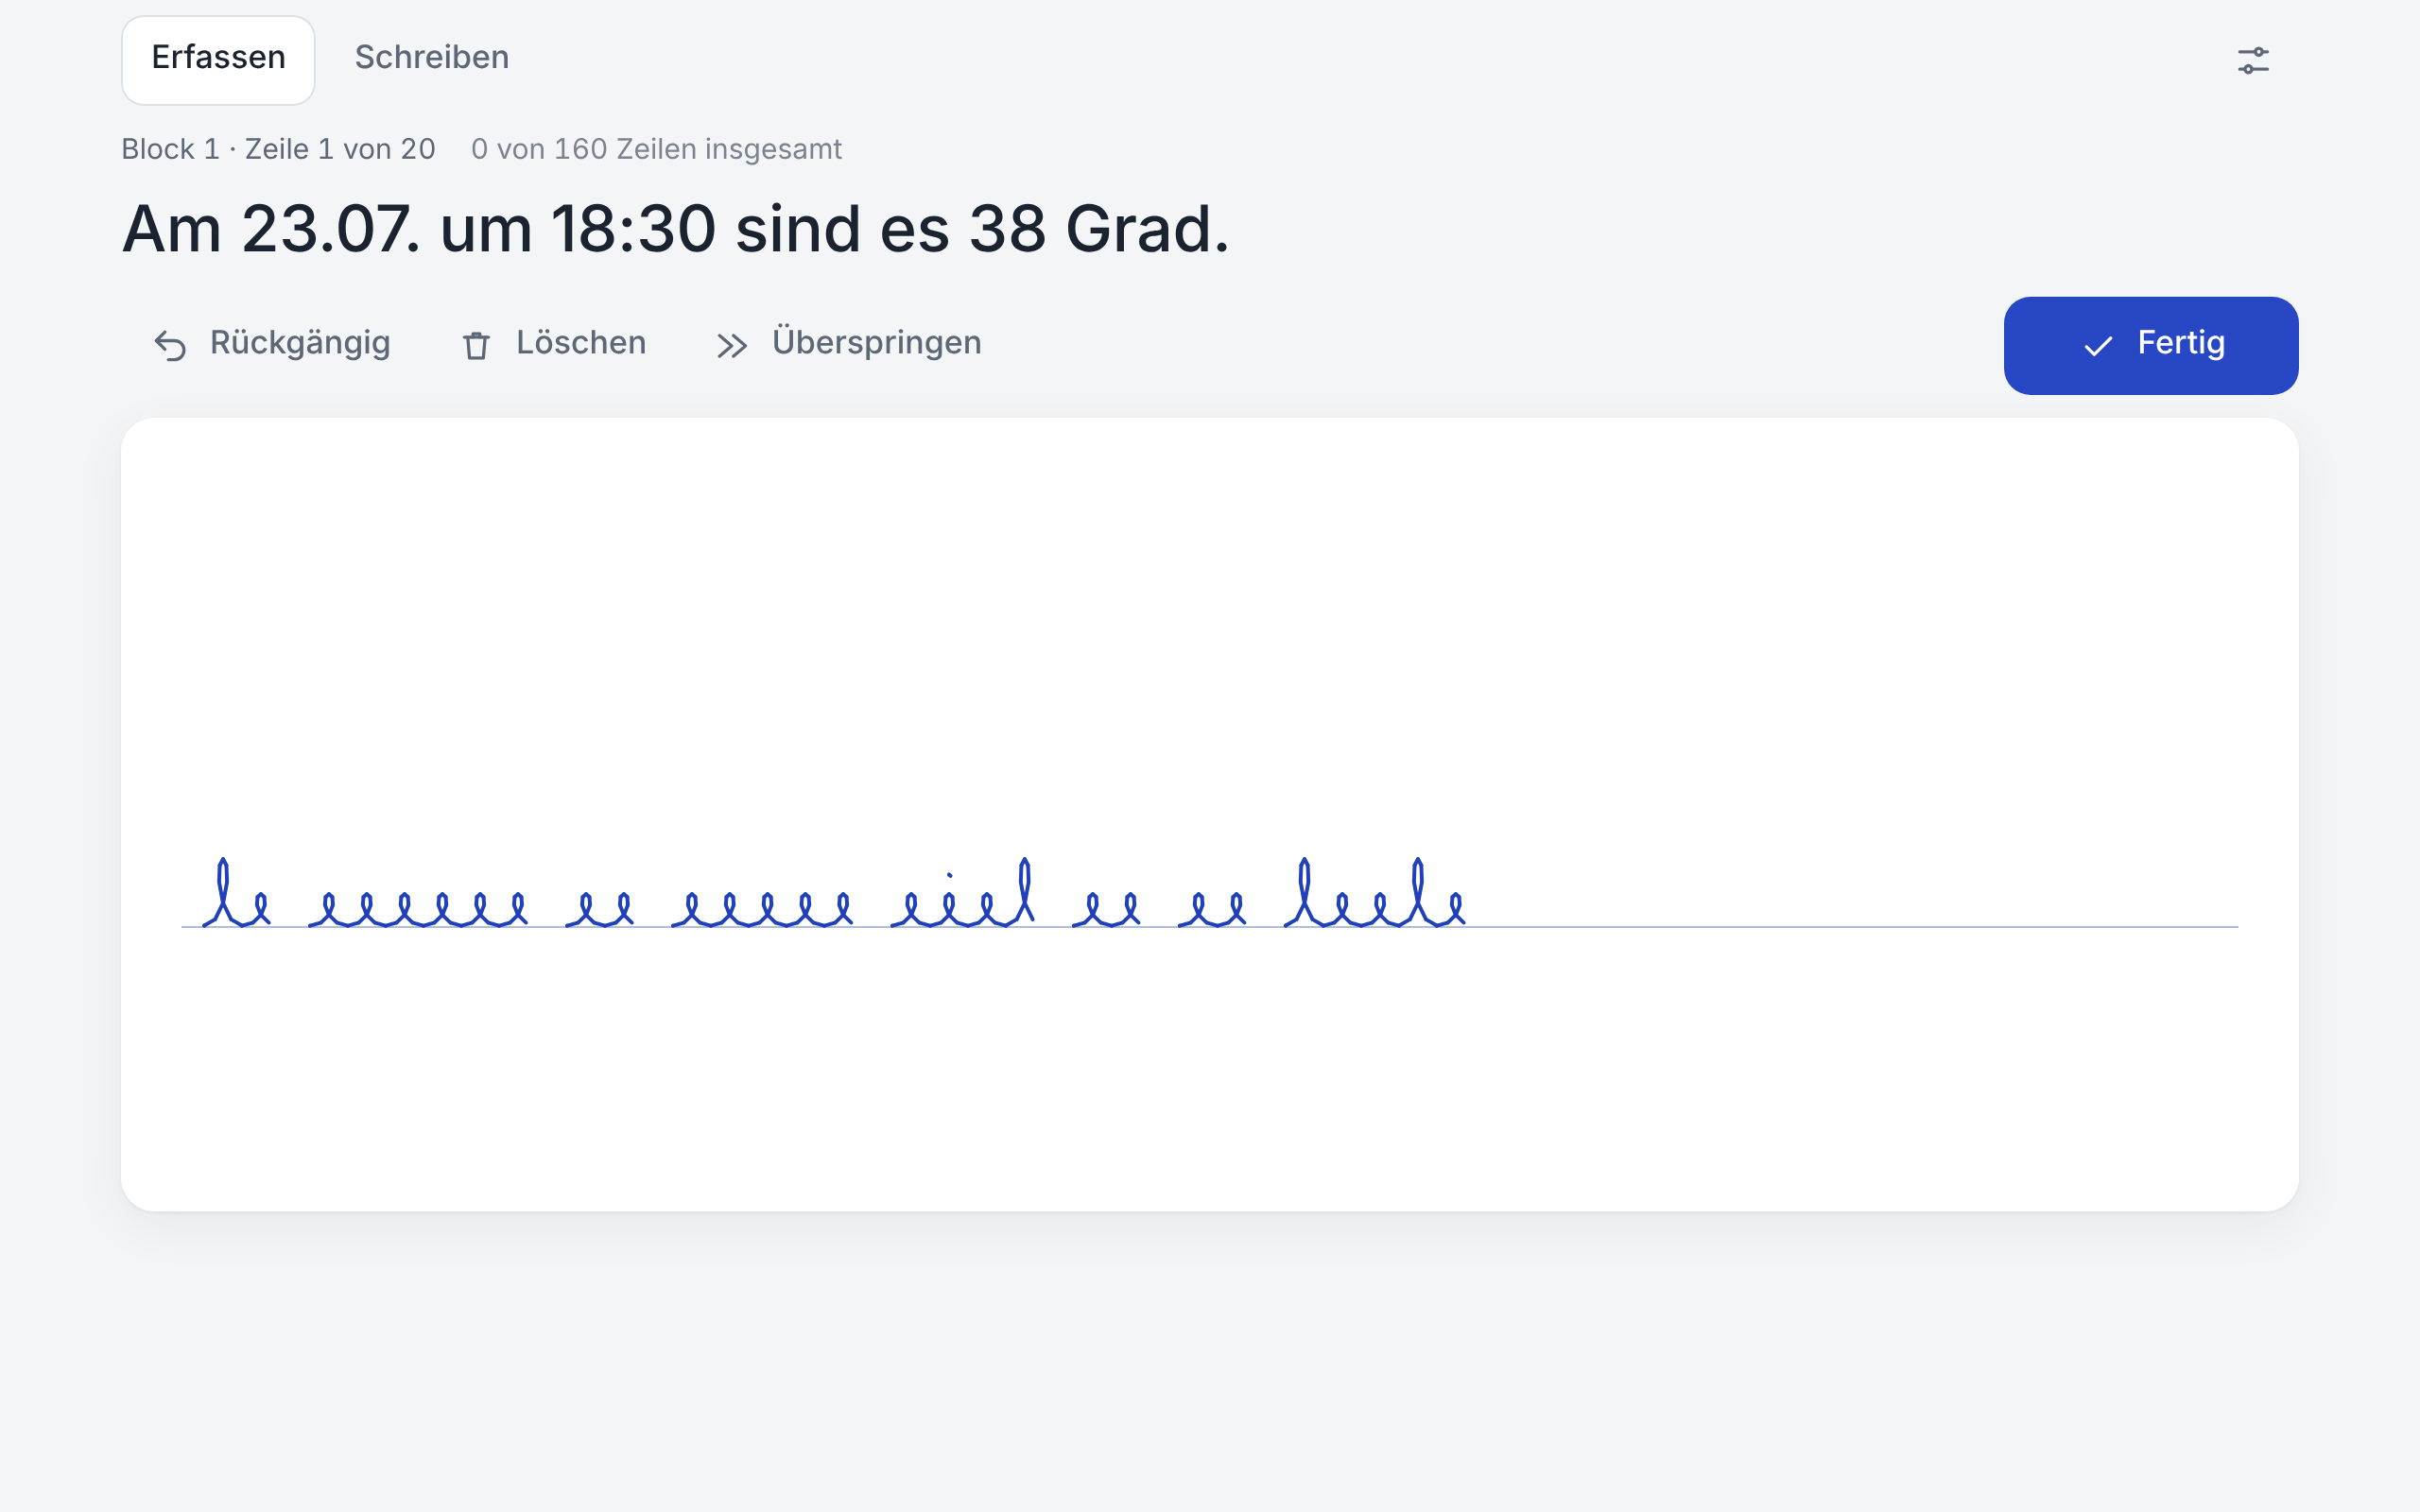 Erfassen Schreiben
Block 1 · Zeile 1 von 20 0 von 160 Zeilen insgesamt
Am 23.07. um 18:30 sind es 38 Grad.
Rückgängig Löschen Überspringen Fertig